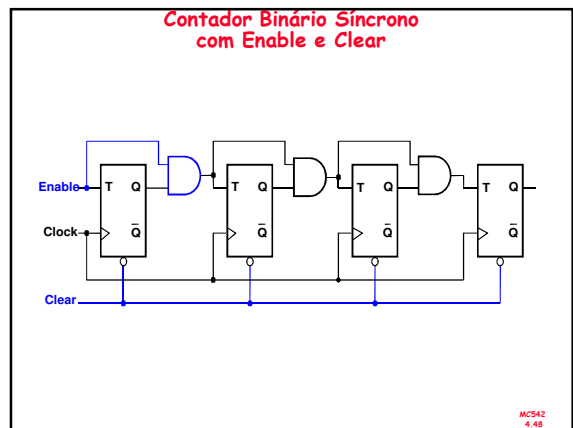 Contador Binário Síncrono
com Enable e Clear
Enable
T Q T Q T Q T Q
Clock
Q̅ Q̅ Q̅ Q̅
Clear
MC542
4.48